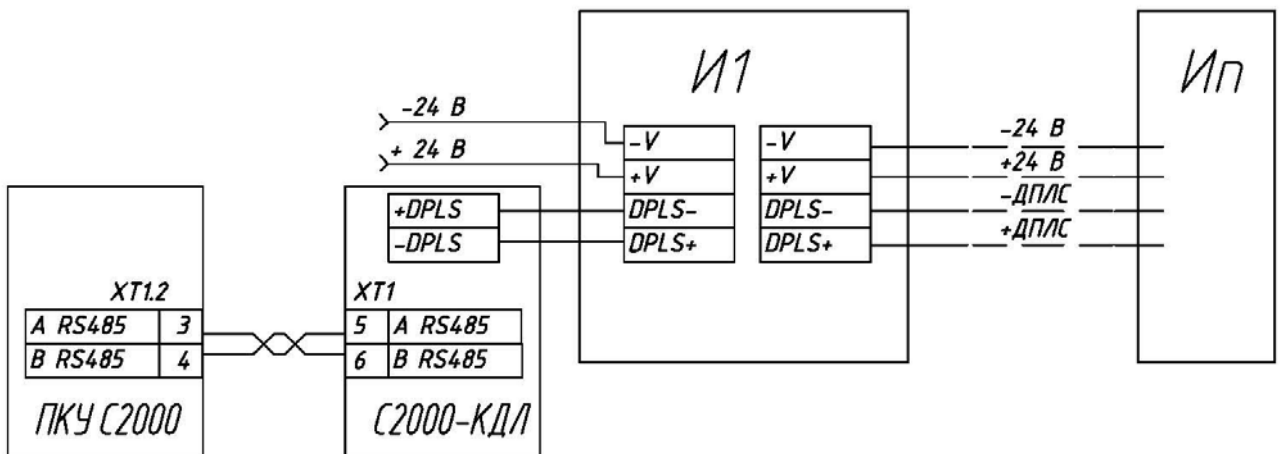 И1
Ип
-24 В
+ 24 В
-V
+V
DPLS-
DPLS+
-V
+V
DPLS-
DPLS+
-24 В
+24 В
-ДПЛС
+ДПЛС
+DPLS
-DPLS
XT1.2
A RS485 3
B RS485 4
XT1
5 A RS485
6 B RS485
ПКУ С2000
С2000-КДЛ